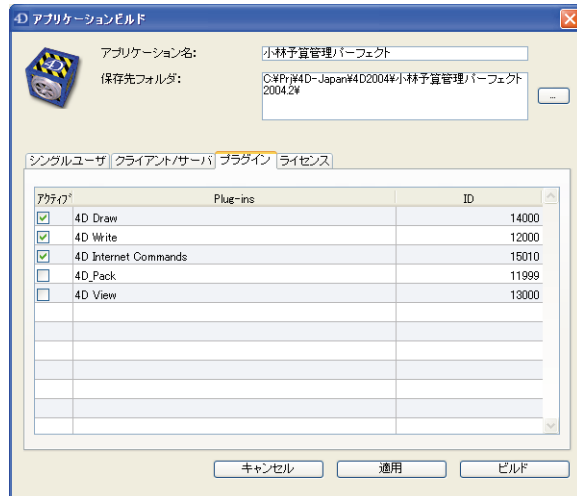 4D アプリケーションビルド
アプリケーション名:
小林予算管理パーフェクト
保存先フォルダ:
C:¥Prj¥4D-Japan¥4D2004¥小林予算管理パーフェクト
2004.2¥
...
シングルユーザ クライアント/サーバ プラグイン ライセンス
アクティブ Plug-ins ID
4D Draw 14000
4D Write 12000
4D Internet Commands 15010
4D_Pack 11999
4D View 13000
キャンセル 適用 ビルド